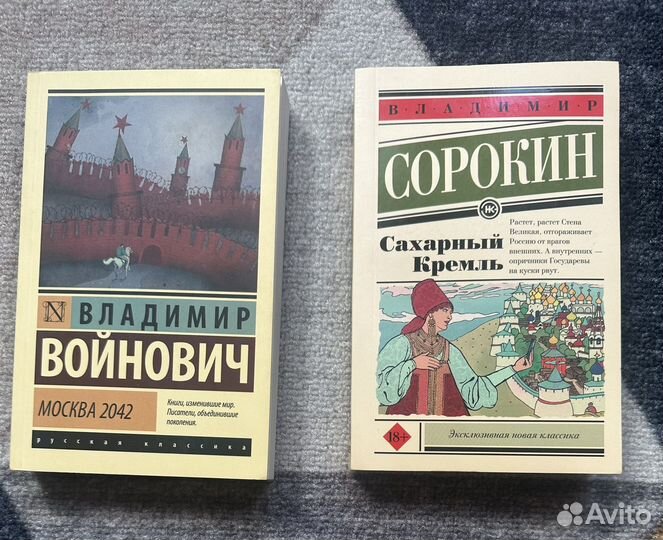 ВЛАДИМИР
ВОЙНОВИЧ
МОСКВА 2042
Книги, изменившие мир.
Писатели, объединившие
поколения.
русская классика
В·Л·А·Д·И·М·И·Р
СОРОКИН
НК
Сахарный
Кремль
Растет, растет Стена
Великая, отгораживает
Россию от врагов
внешних. А внутренних —
опричники Государевы
на куски рвут.
18+
Эксклюзивная новая классика
Avito